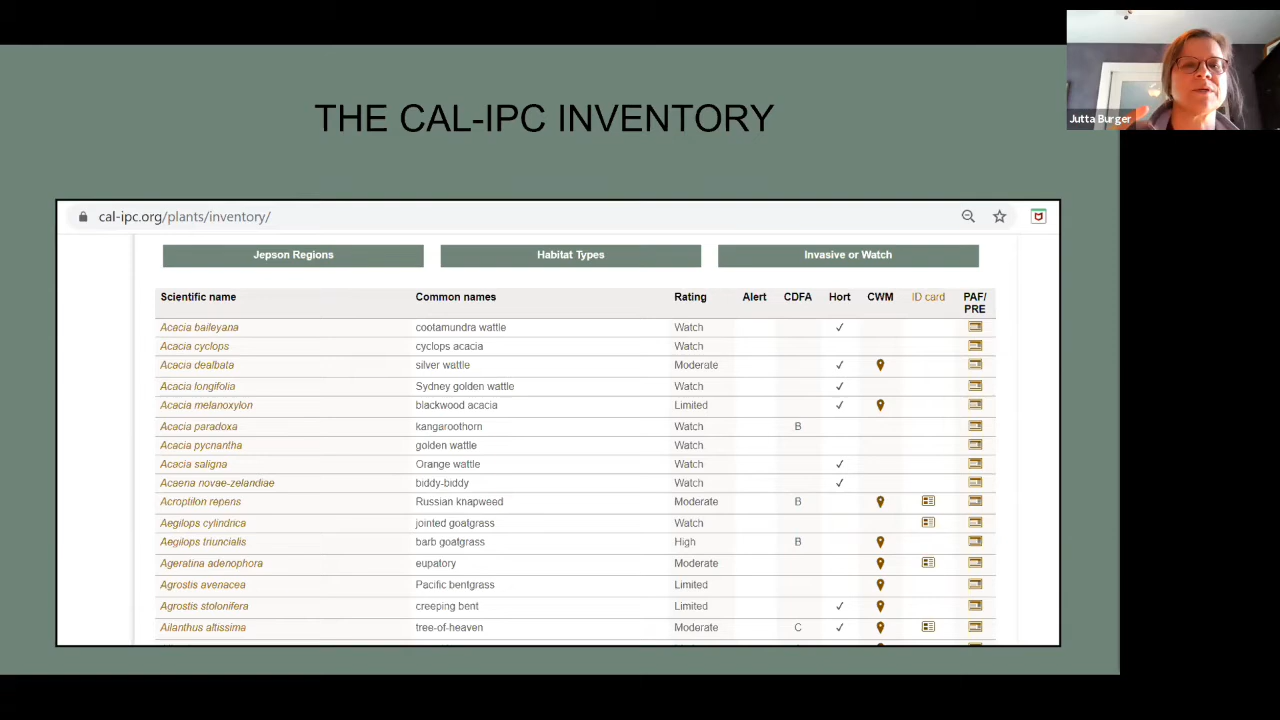 THE CAL-IPC INVENTORY
Jutta Burger
cal-ipc.org/plants/inventory/
Jepson Regions Habitat Types Invasive or Watch
Scientific name Common names Rating Alert CDFA Hort CWM ID card PAF/
PRE
Acacia baileyana cootamundra wattle Watch ✓
Acacia cyclops cyclops acacia Watch
Acacia dealbata silver wattle Moderate ✓
Acacia longifolia Sydney golden wattle Watch ✓
Acacia melanoxylon blackwood acacia Limited ✓
Acacia paradoxa kangaroothorn Watch B
Acacia pycnantha golden wattle Watch
Acacia saligna Orange wattle Watch ✓
Acaena novae-zelandiae biddy-biddy Watch ✓
Acroptilon repens Russian knapweed Moderate B
Aegilops cylindrica jointed goatgrass Watch
Aegilops triuncialis barb goatgrass High B
Ageratina adenophora eupatory Moderate
Agrostis avenacea Pacific bentgrass Limited
Agrostis stolonifera creeping bent Limited ✓
Ailanthus altissima tree-of-heaven Moderate C ✓